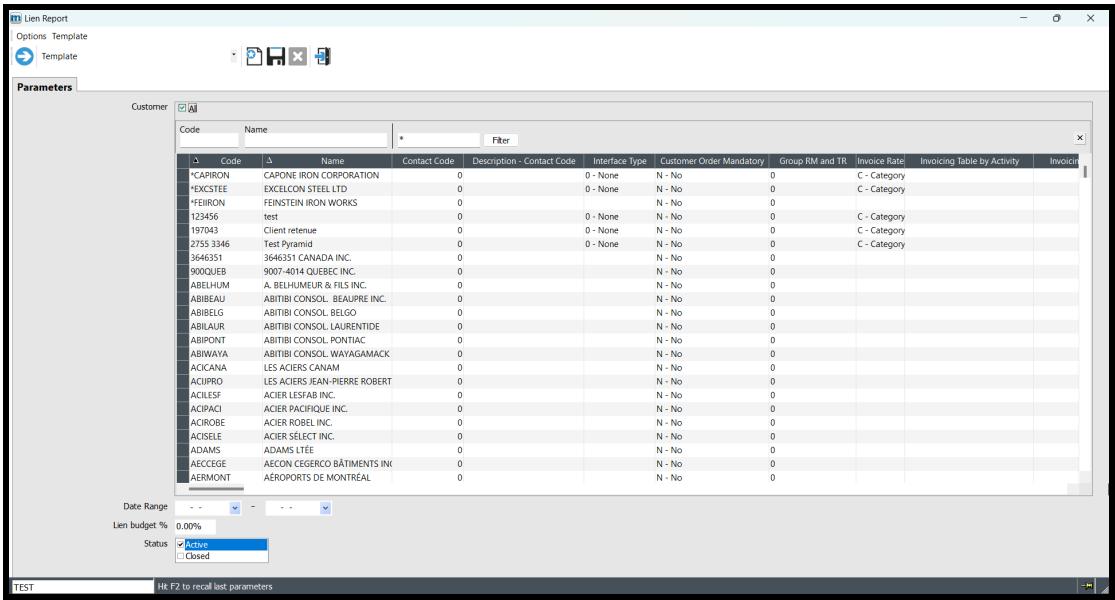 Lien Report
Options Template
Template
Parameters
Customer All
Code Name
* Filter
Code Name Contact Code Description - Contact Code Interface Type Customer Order Mandatory Group RM and TR Invoice Rate Invoicing Table by Activity Invoicin
*CAPIRON CAPONE IRON CORPORATION 0 0 - None N - No 0 C - Category
*EXCSTEE EXCELCON STEEL LTD 0 0 - None N - No 0 C - Category
*FEIIRON FEINSTEIN IRON WORKS 0 N - No 0
123456 test 0 0 - None N - No 0 C - Category
197043 Client retenue 0 0 - None N - No 0 C - Category
2755 3346 Test Pyramid 0 0 - None N - No 0 C - Category
3646351 3646351 CANADA INC. 0 N - No 0
900QUEB 9007-4014 QUEBEC INC. 0 N - No 0
ABELHUM A. BELHUMEUR & FILS INC. 0 N - No 0
ABIBEAU ABITIBI CONSOL. BEAUPRE INC. 0 N - No 0
ABIBELG ABITIBI CONSOL. BELGO 0 N - No 0
ABILAUR ABITIBI CONSOL. LAURENTIDE 0 N - No 0
ABIPONT ABITIBI CONSOL. PONTIAC 0 N - No 0
ABIWAYA ABITIBI CONSOL. WAYAGAMACK 0 N - No 0
ACICANA LES ACIERS CANAM 0 N - No 0
ACIJPRO LES ACIERS JEAN-PIERRE ROBERT 0 N - No 0
ACILESF ACIER LESFAB INC. 0 N - No 0
ACIPACI ACIER PACIFIQUE INC. 0 N - No 0
ACIROBE ACIER ROBEL INC. 0 N - No 0
ACISELE ACIER SÉLECT INC. 0 N - No 0
ADAMS ADAMS LTÉE 0 N - No 0
AECCEGE AECON CEGERCO BÂTIMENTS IN 0 N - No 0
AERMONT AÉROPORTS DE MONTRÉAL 0 N - No 0
Date Range - - - - -
Lien budget % 0.00%
Status Active
Closed
TEST Hit F2 to recall last parameters